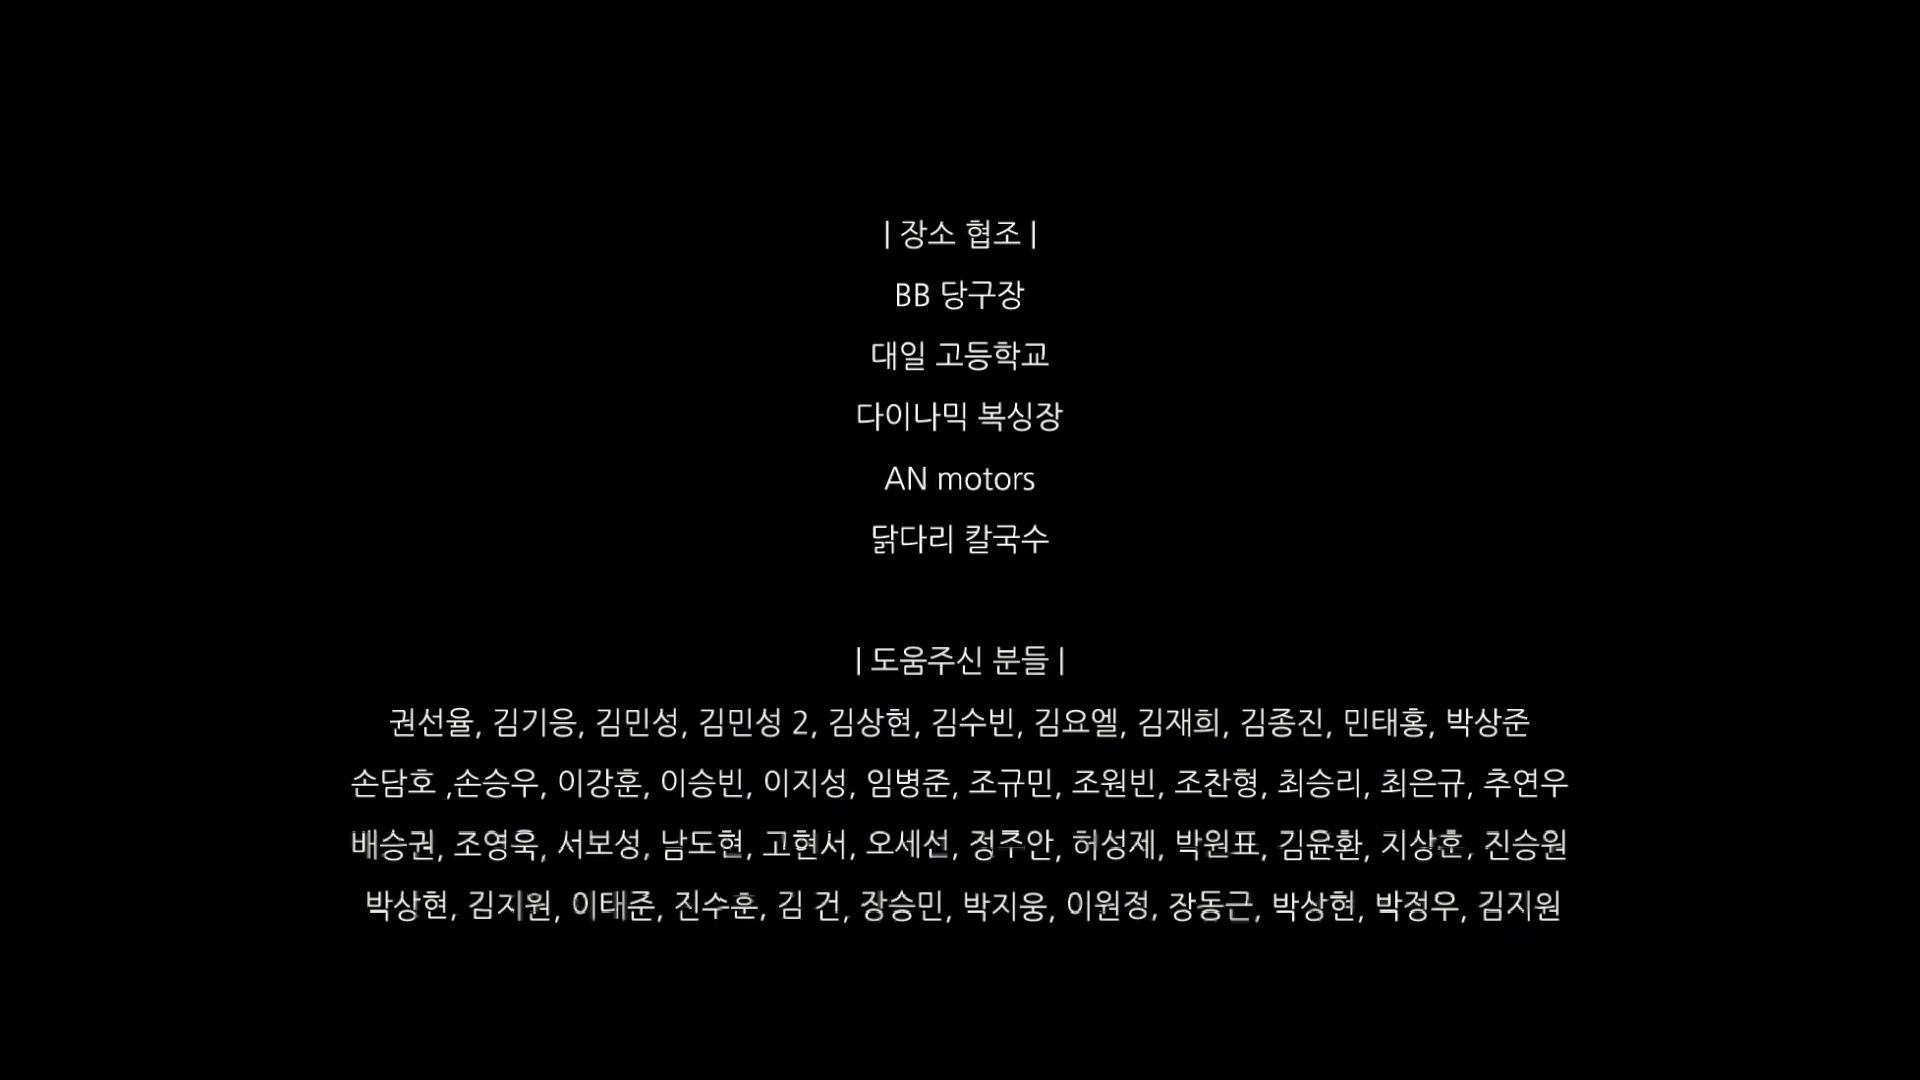 | 장소 협조 |
BB 당구장
대일 고등학교
다이나믹 복싱장
AN motors
닭다리 칼국수
| 도움주신 분들 |
권선율, 김기응, 김민성, 김민성 2, 김상현, 김수빈, 김요엘, 김재희, 김종진, 민태홍, 박상준
손담호 ,손승우, 이강훈, 이승빈, 이지성, 임병준, 조규민, 조원빈, 조찬형, 최승리, 최은규, 추연우
배승권, 조영욱, 서보성, 남도현, 고현서, 오세선, 정주안, 허성제, 박원표, 김윤환, 지상훈, 진승원
박상현, 김지원, 이태준, 진수훈, 김 건, 장승민, 박지웅, 이원정, 장동근, 박상현, 박정우, 김지원